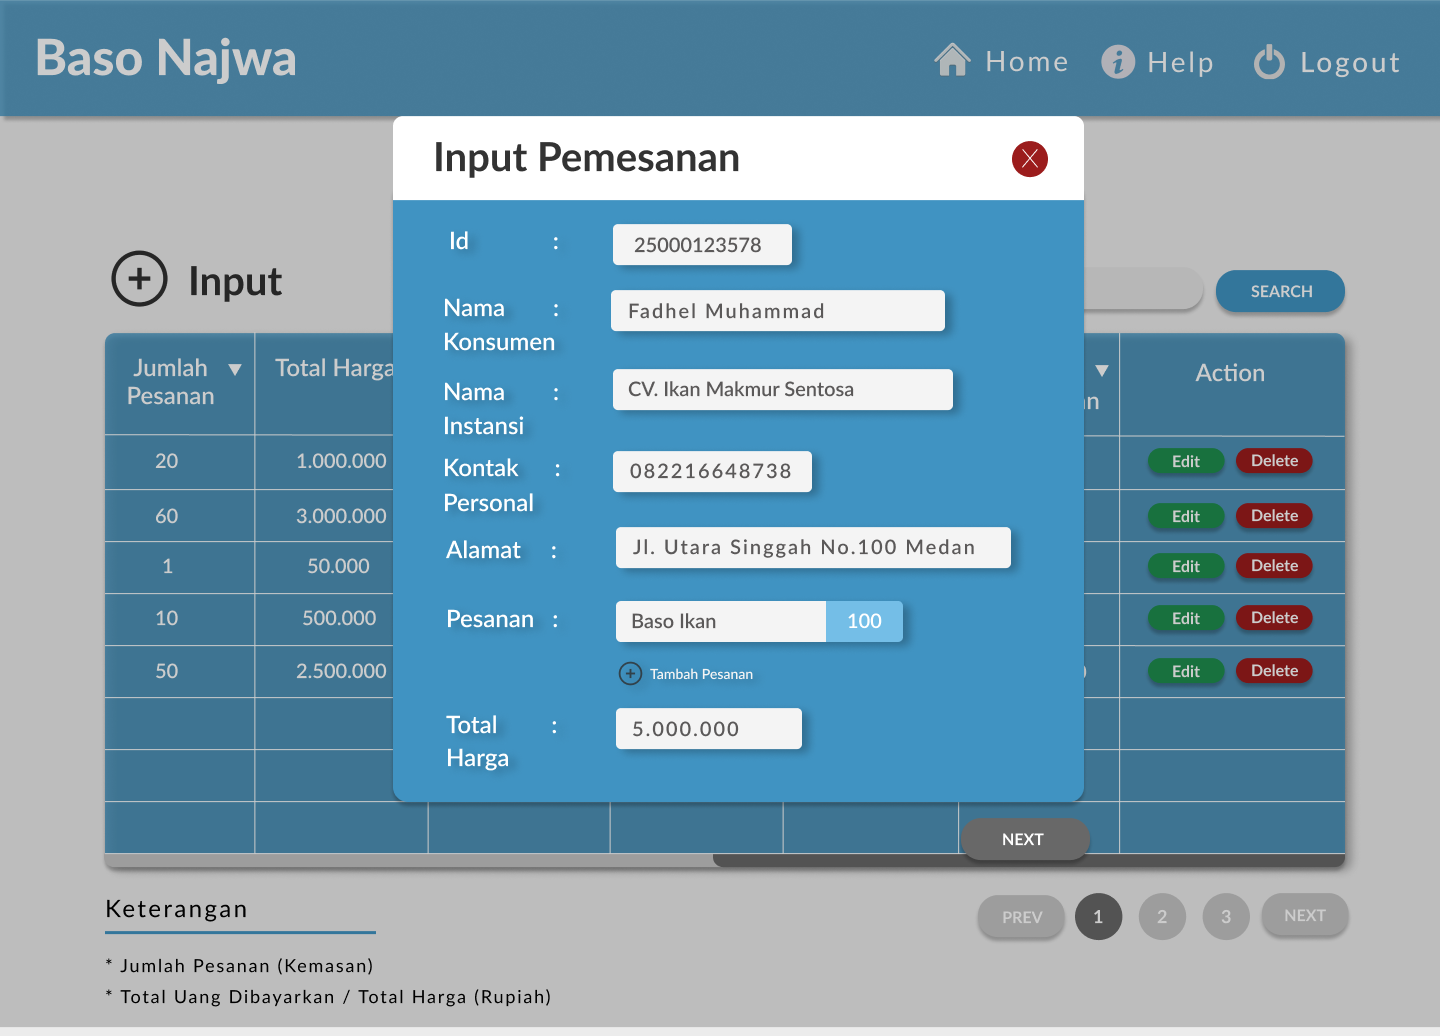 Baso Najwa
Home
Help
Logout
Input Pemesanan
X
Id :
25000123578
Nama :
Konsumen
Fadhel Muhammad
Nama :
Instansi
CV. Ikan Makmur Sentosa
Kontak :
Personal
082216648738
Alamat :
Jl. Utara Singgah No.100 Medan
Pesanan :
Baso Ikan
100
Tambah Pesanan
Total :
Harga
5.000.000
NEXT
Input
SEARCH
Jumlah
Pesanan
Total Harga
Action
20 1.000.000 Edit Delete
60 3.000.000 Edit Delete
1 50.000 Edit Delete
10 500.000 Edit Delete
50 2.500.000 Edit Delete
Keterangan
* Jumlah Pesanan (Kemasan)
* Total Uang Dibayarkan / Total Harga (Rupiah)
PREV 1 2 3 NEXT